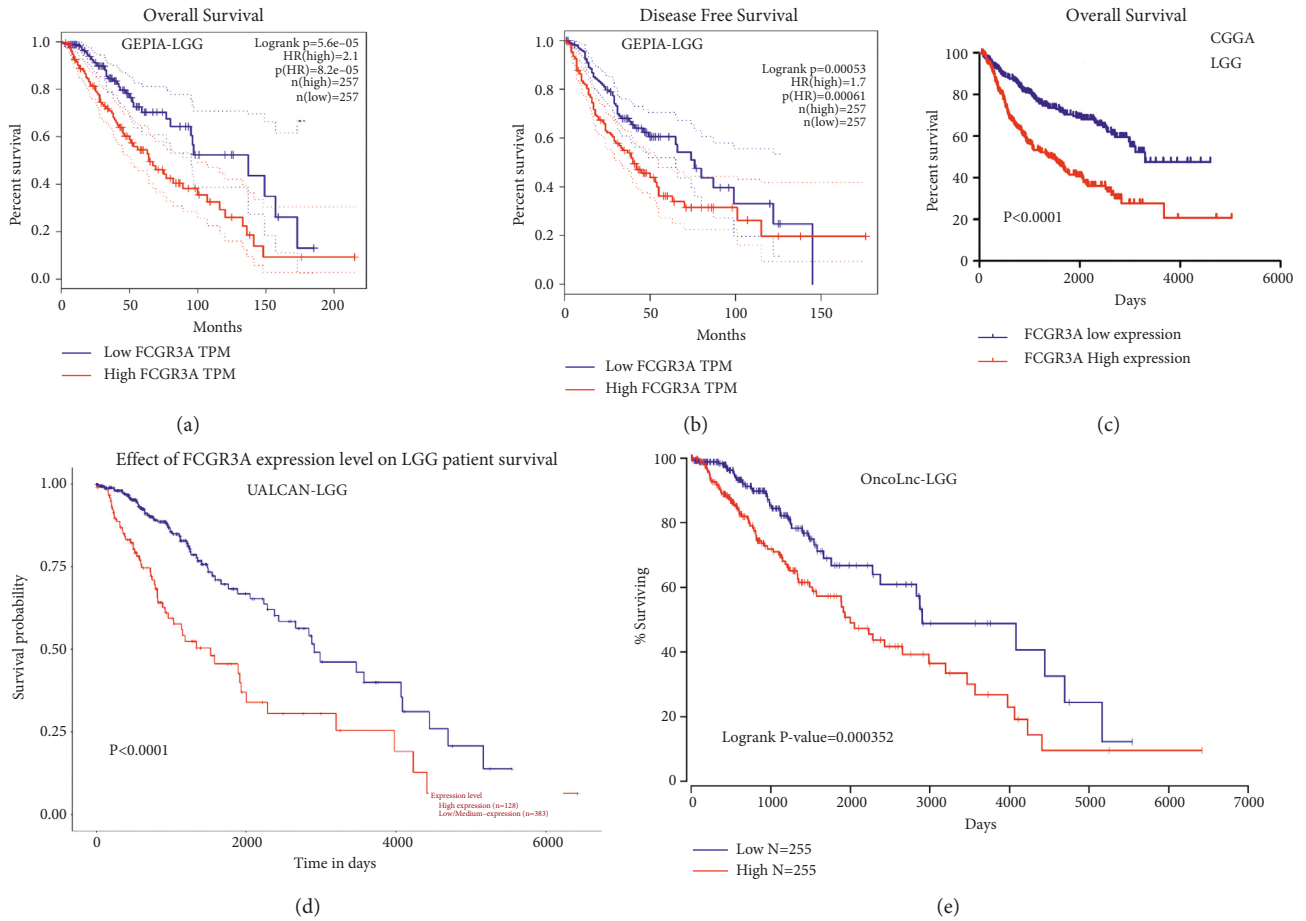 Overall Survival
GEPIA-LGG
Logrank p=5.6e-05
HR(high)=2.1
p(HR)=8.2e-05
n(high)=257
n(low)=257
Percent survival
1.0
0.8
0.6
0.4
0.2
0.0
0 50 100 150 200
Months
Low FCGR3A TPM
High FCGR3A TPM
(a)
Disease Free Survival
GEPIA-LGG
Logrank p=0.00053
HR(high)=1.7
p(HR)=0.00061
n(high)=257
n(low)=257
Percent survival
1.0
0.8
0.6
0.4
0.2
0.0
0 50 100 150
Months
Low FCGR3A TPM
High FCGR3A TPM
(b)
Overall Survival
CGGA
LGG
Percent survival
100
80
60
40
20
0
P<0.0001
0 2000 4000 6000
Days
FCGR3A low expression
FCGR3A High expression
(c)
Effect of FCGR3A expression level on LGG patient survival
UALCAN-LGG
Survival probability
1.00
0.75
0.50
0.25
0.00
P<0.0001
Expression level
High expression (n=128)
Low/Medium-expression (n=383)
0 2000 4000 6000
Time in days
(d)
OncoLnc-LGG
% Surviving
100 %
80
60
40
20
0
Logrank P-value=0.000352
0 1000 2000 3000 4000 5000 6000 7000
Days
Low N=255
High N=255
(e)